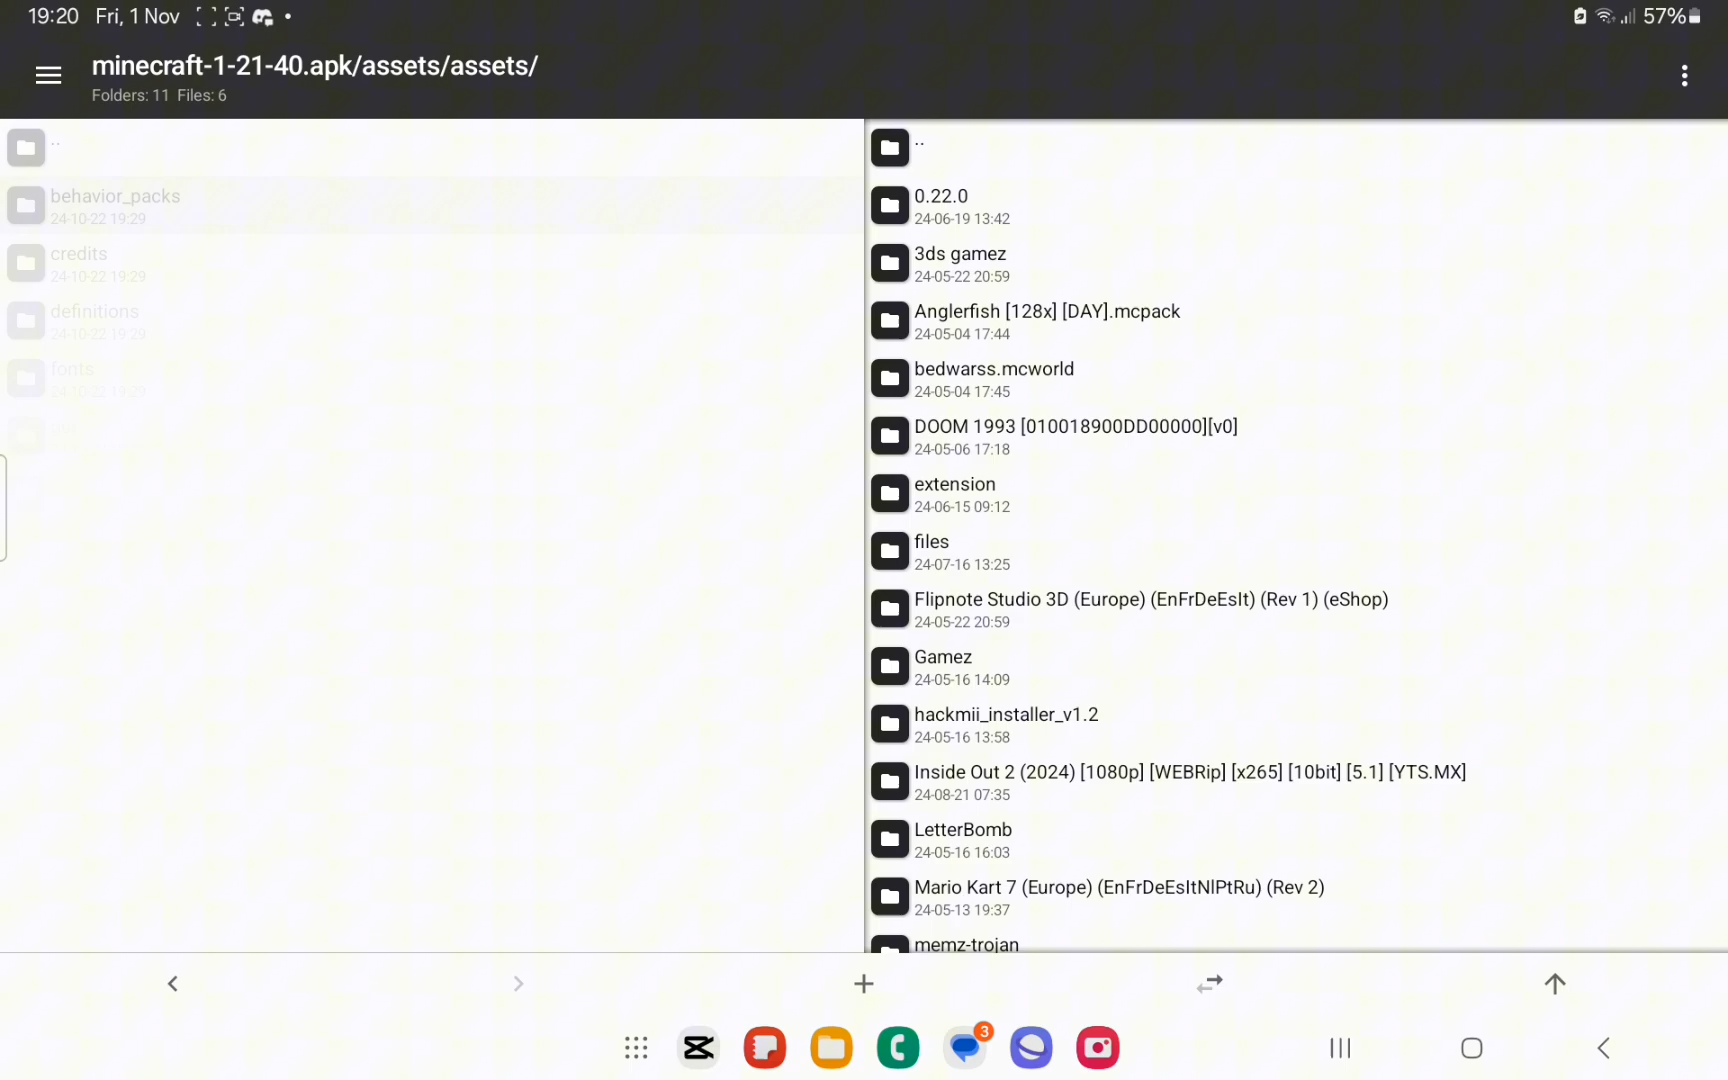 19:20 Fri, 1 Nov
57%
minecraft-1-21-40.apk/assets/assets/
Folders: 11 Files: 6
..
behavior_packs
24-10-22 19:29
credits
24-10-22 19:29
definitions
24-10-22 19:29
fonts
24-10-22 19:29
..
0.22.0
24-06-19 13:42
3ds gamez
24-05-22 20:59
Anglerfish [128x] [DAY].mcpack
24-05-04 17:44
bedwarss.mcworld
24-05-04 17:45
DOOM 1993 [010018900DD00000][v0]
24-05-06 17:18
extension
24-06-15 09:12
files
24-07-16 13:25
Flipnote Studio 3D (Europe) (EnFrDeEsIt) (Rev 1) (eShop)
24-05-22 20:59
Gamez
24-05-16 14:09
hackmii_installer_v1.2
24-05-16 13:58
Inside Out 2 (2024) [1080p] [WEBRip] [x265] [10bit] [5.1] [YTS.MX]
24-08-21 07:35
LetterBomb
24-05-16 16:03
Mario Kart 7 (Europe) (EnFrDeEsItNlPtRu) (Rev 2)
24-05-13 19:37
memz-trojan
3